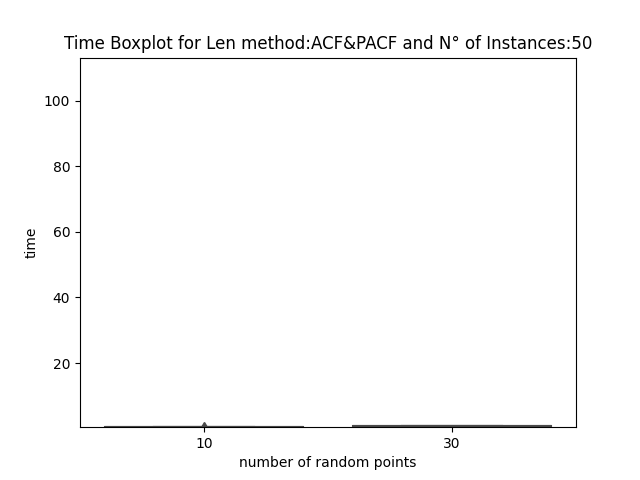 Time Boxplot for Len method:ACF&PACF and N° of Instances:50
100
80
60
40
20
time
10
30
number of random points